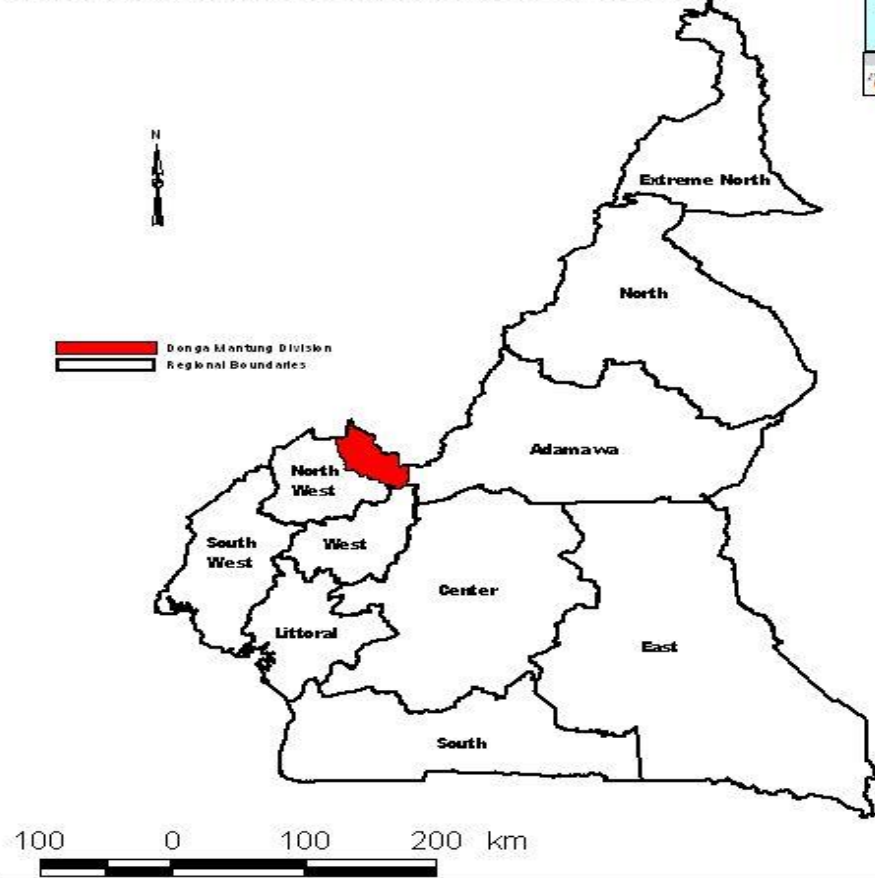 N
Extreme North
North
Donga Mantung Division
Regional Boundaries
Adamawa
North
West
South
West
West
Center
Littoral
East
South
100 0 100 200 km